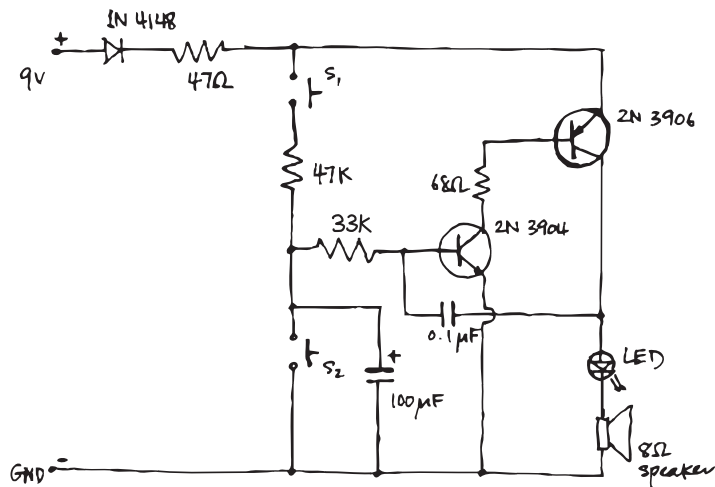 1N 4148
+
9V
47Ω
S1
2N 3906
47K
68Ω
33K
2N 3904
0.1μF
LED
S2
+
100μF
8Ω
speaker
GND -